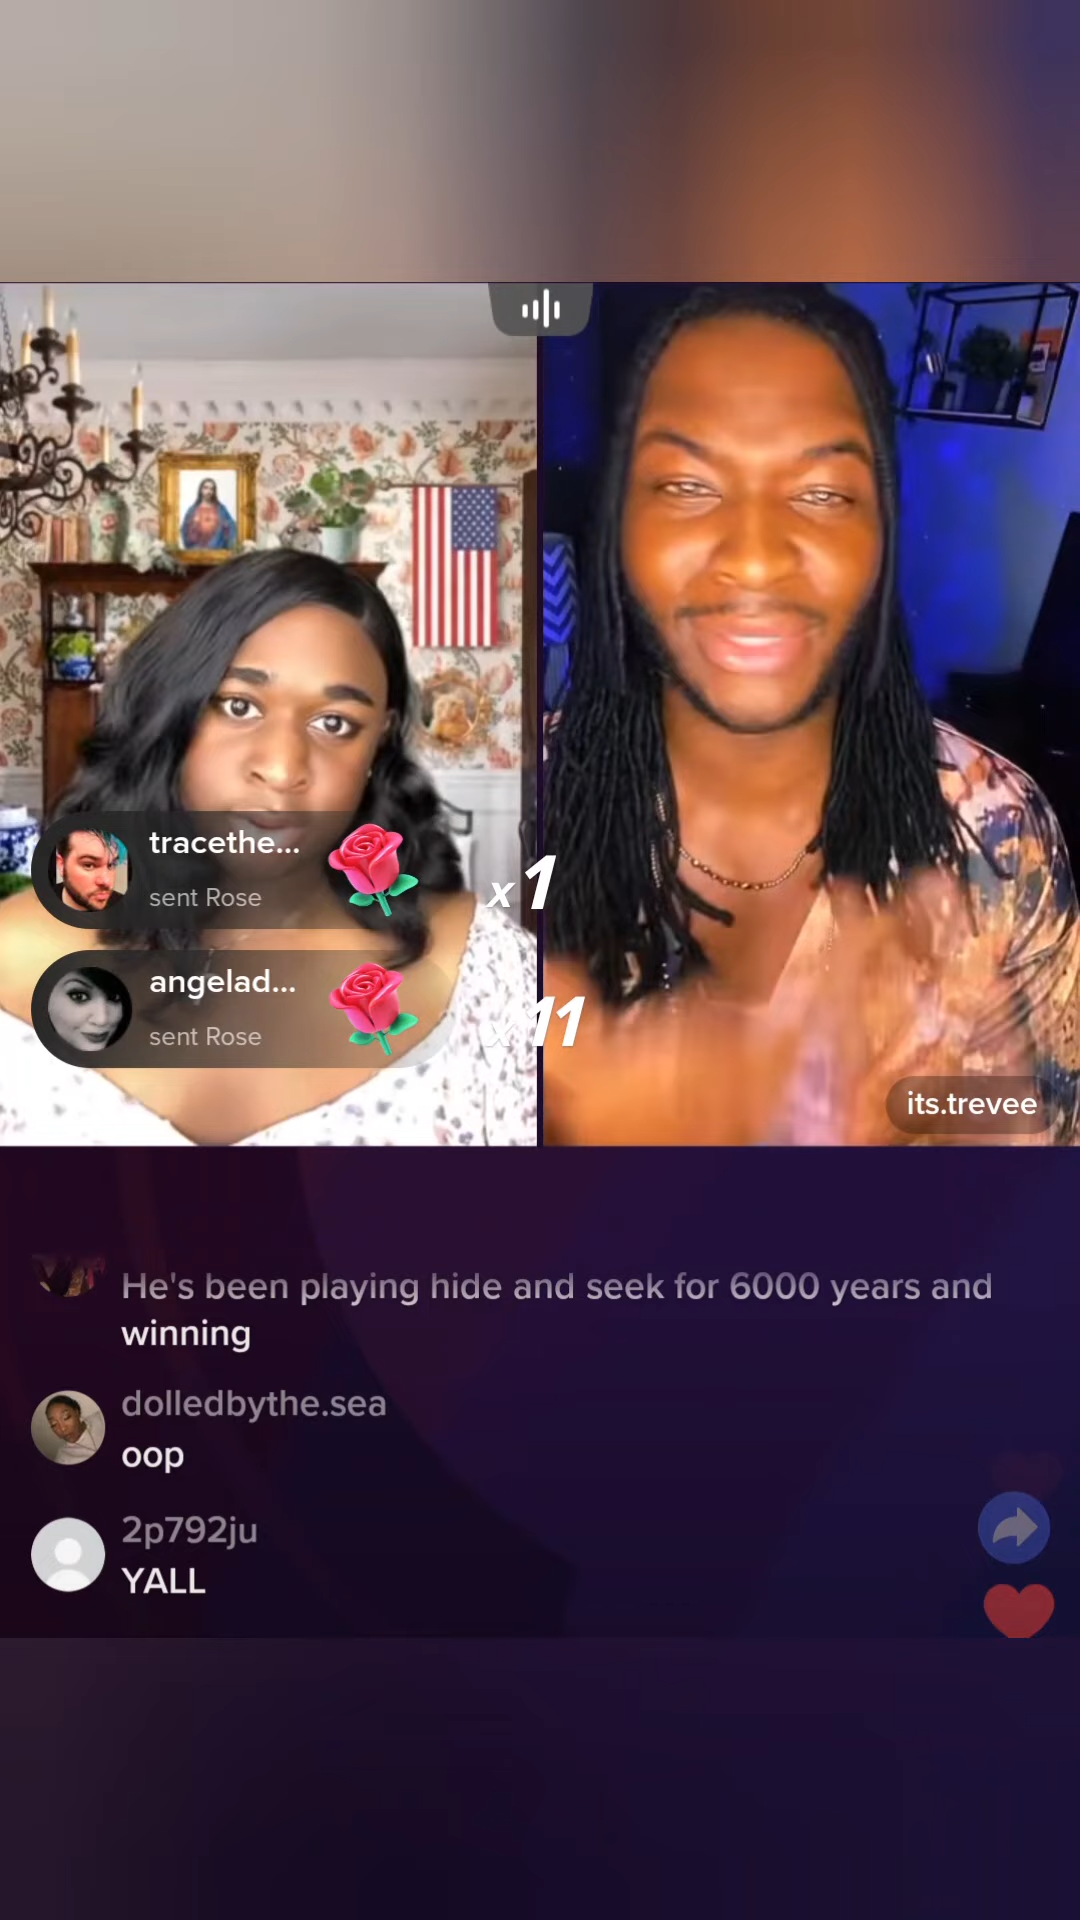 tracethe...
sent Rose
x1
angelad...
sent Rose
x11
its.trevee
He's been playing hide and seek for 6000 years and
winning
dolledbythe.sea
oop
2p792ju
YALL